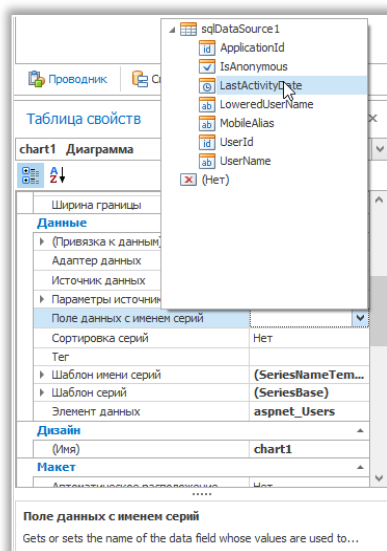 sqlDataSource1
ApplicationId
IsAnonymous
LastActivityDate
LoweredUserName
MobileAlias
UserId
UserName
(Нет)
Проводник
Таблица свойств
chart1 Диаграмма
Ширина границы
Данные
(Привязка к данным)
Адаптер данных
Источник данных
Параметры источник
Поле данных с именем серий
Сортировка серий Нет
Тег
Шаблон имени серий (SeriesNameTem...
Шаблон серий (SeriesBase)
Элемент данных aspnet_Users
Дизайн
(Имя) chart1
Макет
Автоматическое расположение Нет
Поле данных с именем серий
Gets or sets the name of the data field whose values are used to...